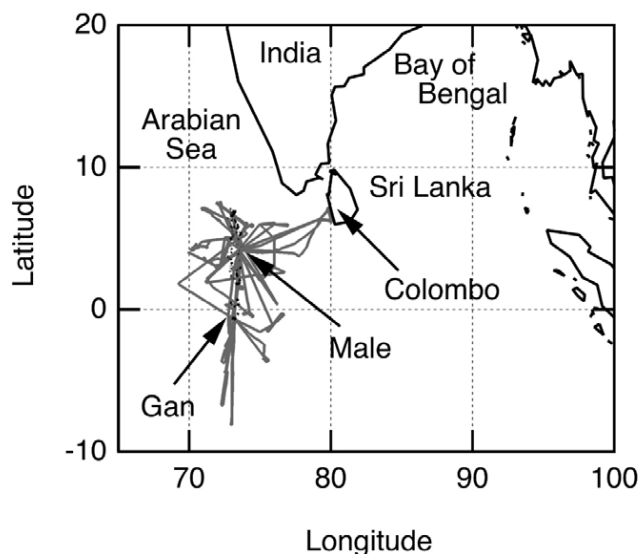 20
India
Bay of
Bengal
Arabian
Sea
10
Sri Lanka
Latitude
Colombo
0
Male
Gan
-10
70
80
90
100
Longitude